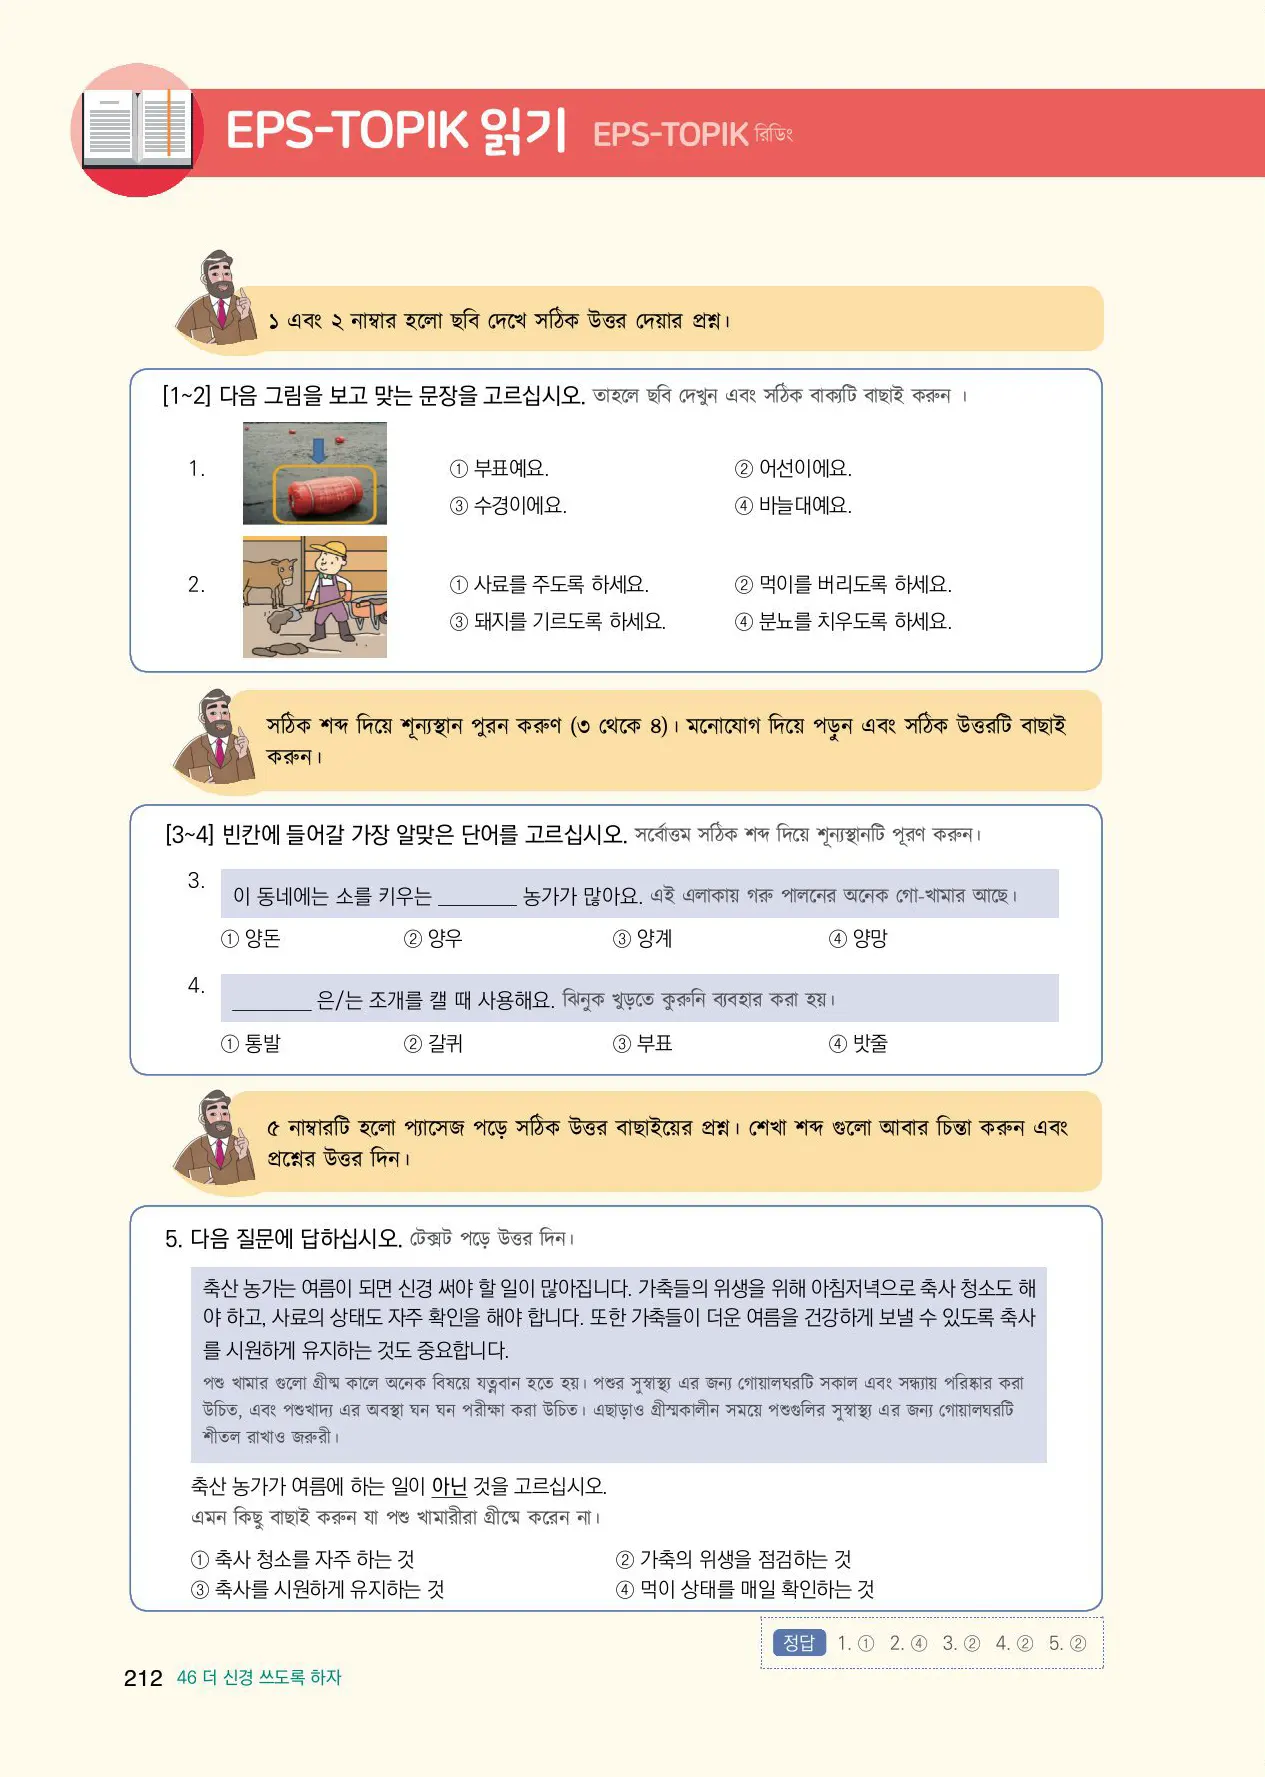 EPS-TOPIK 읽기 EPS-TOPIK রিডিং
১ এবং ২ নাম্বার হলো ছবি দেখে সঠিক উত্তর দেয়ার প্রশ্ন।
[1~2] 다음 그림을 보고 맞는 문장을 고르십시오. তাহলে ছবি দেখুন এবং সঠিক বাক্যটি বাছাই করুন ।
1. ① 부표예요. ② 어선이에요.
③ 수경이에요. ④ 바늘대예요.
2. ① 사료를 주도록 하세요. ② 먹이를 버리도록 하세요.
③ 돼지를 기르도록 하세요. ④ 분뇨를 치우도록 하세요.
সঠিক শব্দ দিয়ে শূন্যস্থান পুরন করুণ (৩ থেকে ৪)। মনোযোগ দিয়ে পড়ুন এবং সঠিক উত্তরটি বাছাই
করুন।
[3~4] 빈칸에 들어갈 가장 알맞은 단어를 고르십시오. সর্বোত্তম সঠিক শব্দ দিয়ে শূন্যস্থানটি পূরণ করুন।
3. 이 동네에는 소를 키우는 ________ 농가가 많아요. এই এলাকায় গরু পালনের অনেক গো-খামার আছে।
① 양돈 ② 양우 ③ 양계 ④ 양망
4. ________ 은/는 조개를 캘 때 사용해요. ঝিনুক খুড়তে কুরুনি ব্যবহার করা হয়।
① 통발 ② 갈퀴 ③ 부표 ④ 밧줄
৫ নাম্বারটি হলো প্যাসেজ পড়ে সঠিক উত্তর বাছাইয়ের প্রশ্ন। শেখা শব্দ গুলো আবার চিন্তা করুন এবং
প্রশ্নের উত্তর দিন।
5. 다음 질문에 답하십시오. টেক্সট পড়ে উত্তর দিন।
축산 농가는 여름이 되면 신경 써야 할 일이 많아집니다. 가축들의 위생을 위해 아침저녁으로 축사 청소도 해
야 하고, 사료의 상태도 자주 확인을 해야 합니다. 또한 가축들이 더운 여름을 건강하게 보낼 수 있도록 축사
를 시원하게 유지하는 것도 중요합니다.
পশু খামার গুলো গ্রীষ্ম কালে অনেক বিষয়ে যত্নবান হতে হয়। পশুর সুস্বাস্থ্য এর জন্য গোয়ালঘরটি সকাল এবং সন্ধ্যায় পরিষ্কার করা
উচিত, এবং পশুখাদ্য এর অবস্থা ঘন ঘন পরীক্ষা করা উচিত। এছাড়াও গ্রীস্মকালীন সময়ে পশুগুলির সুস্বাস্থ্য এর জন্য গোয়ালঘরটি
শীতল রাখাও জরুরী।
축산 농가가 여름에 하는 일이 아닌 것을 고르십시오.
এমন কিছু বাছাই করুন যা পশু খামারীরা গ্রীষ্মে করেন না।
① 축사 청소를 자주 하는 것 ② 가축의 위생을 점검하는 것
③ 축사를 시원하게 유지하는 것 ④ 먹이 상태를 매일 확인하는 것
정답 1. ① 2. ④ 3. ② 4. ② 5. ②
212 46 더 신경 쓰도록 하자